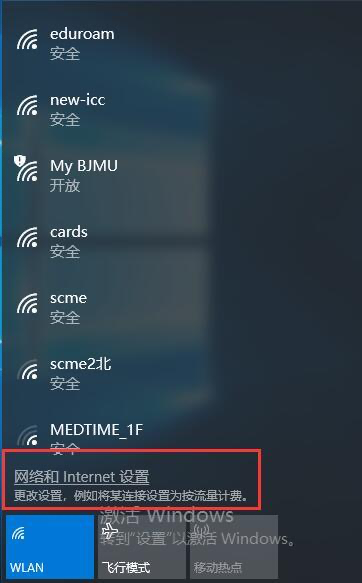 eduroam
安全
new-icc
安全
My BJMU
开放
cards
安全
scme
安全
scme2北
安全
MEDTIME_1F
安全
网络和 Internet 设置
更改设置，例如将某连接设置为按流量计费。
激活 Windows
转到“设置”以激活 Windows。
WLAN
飞行模式
移动热点